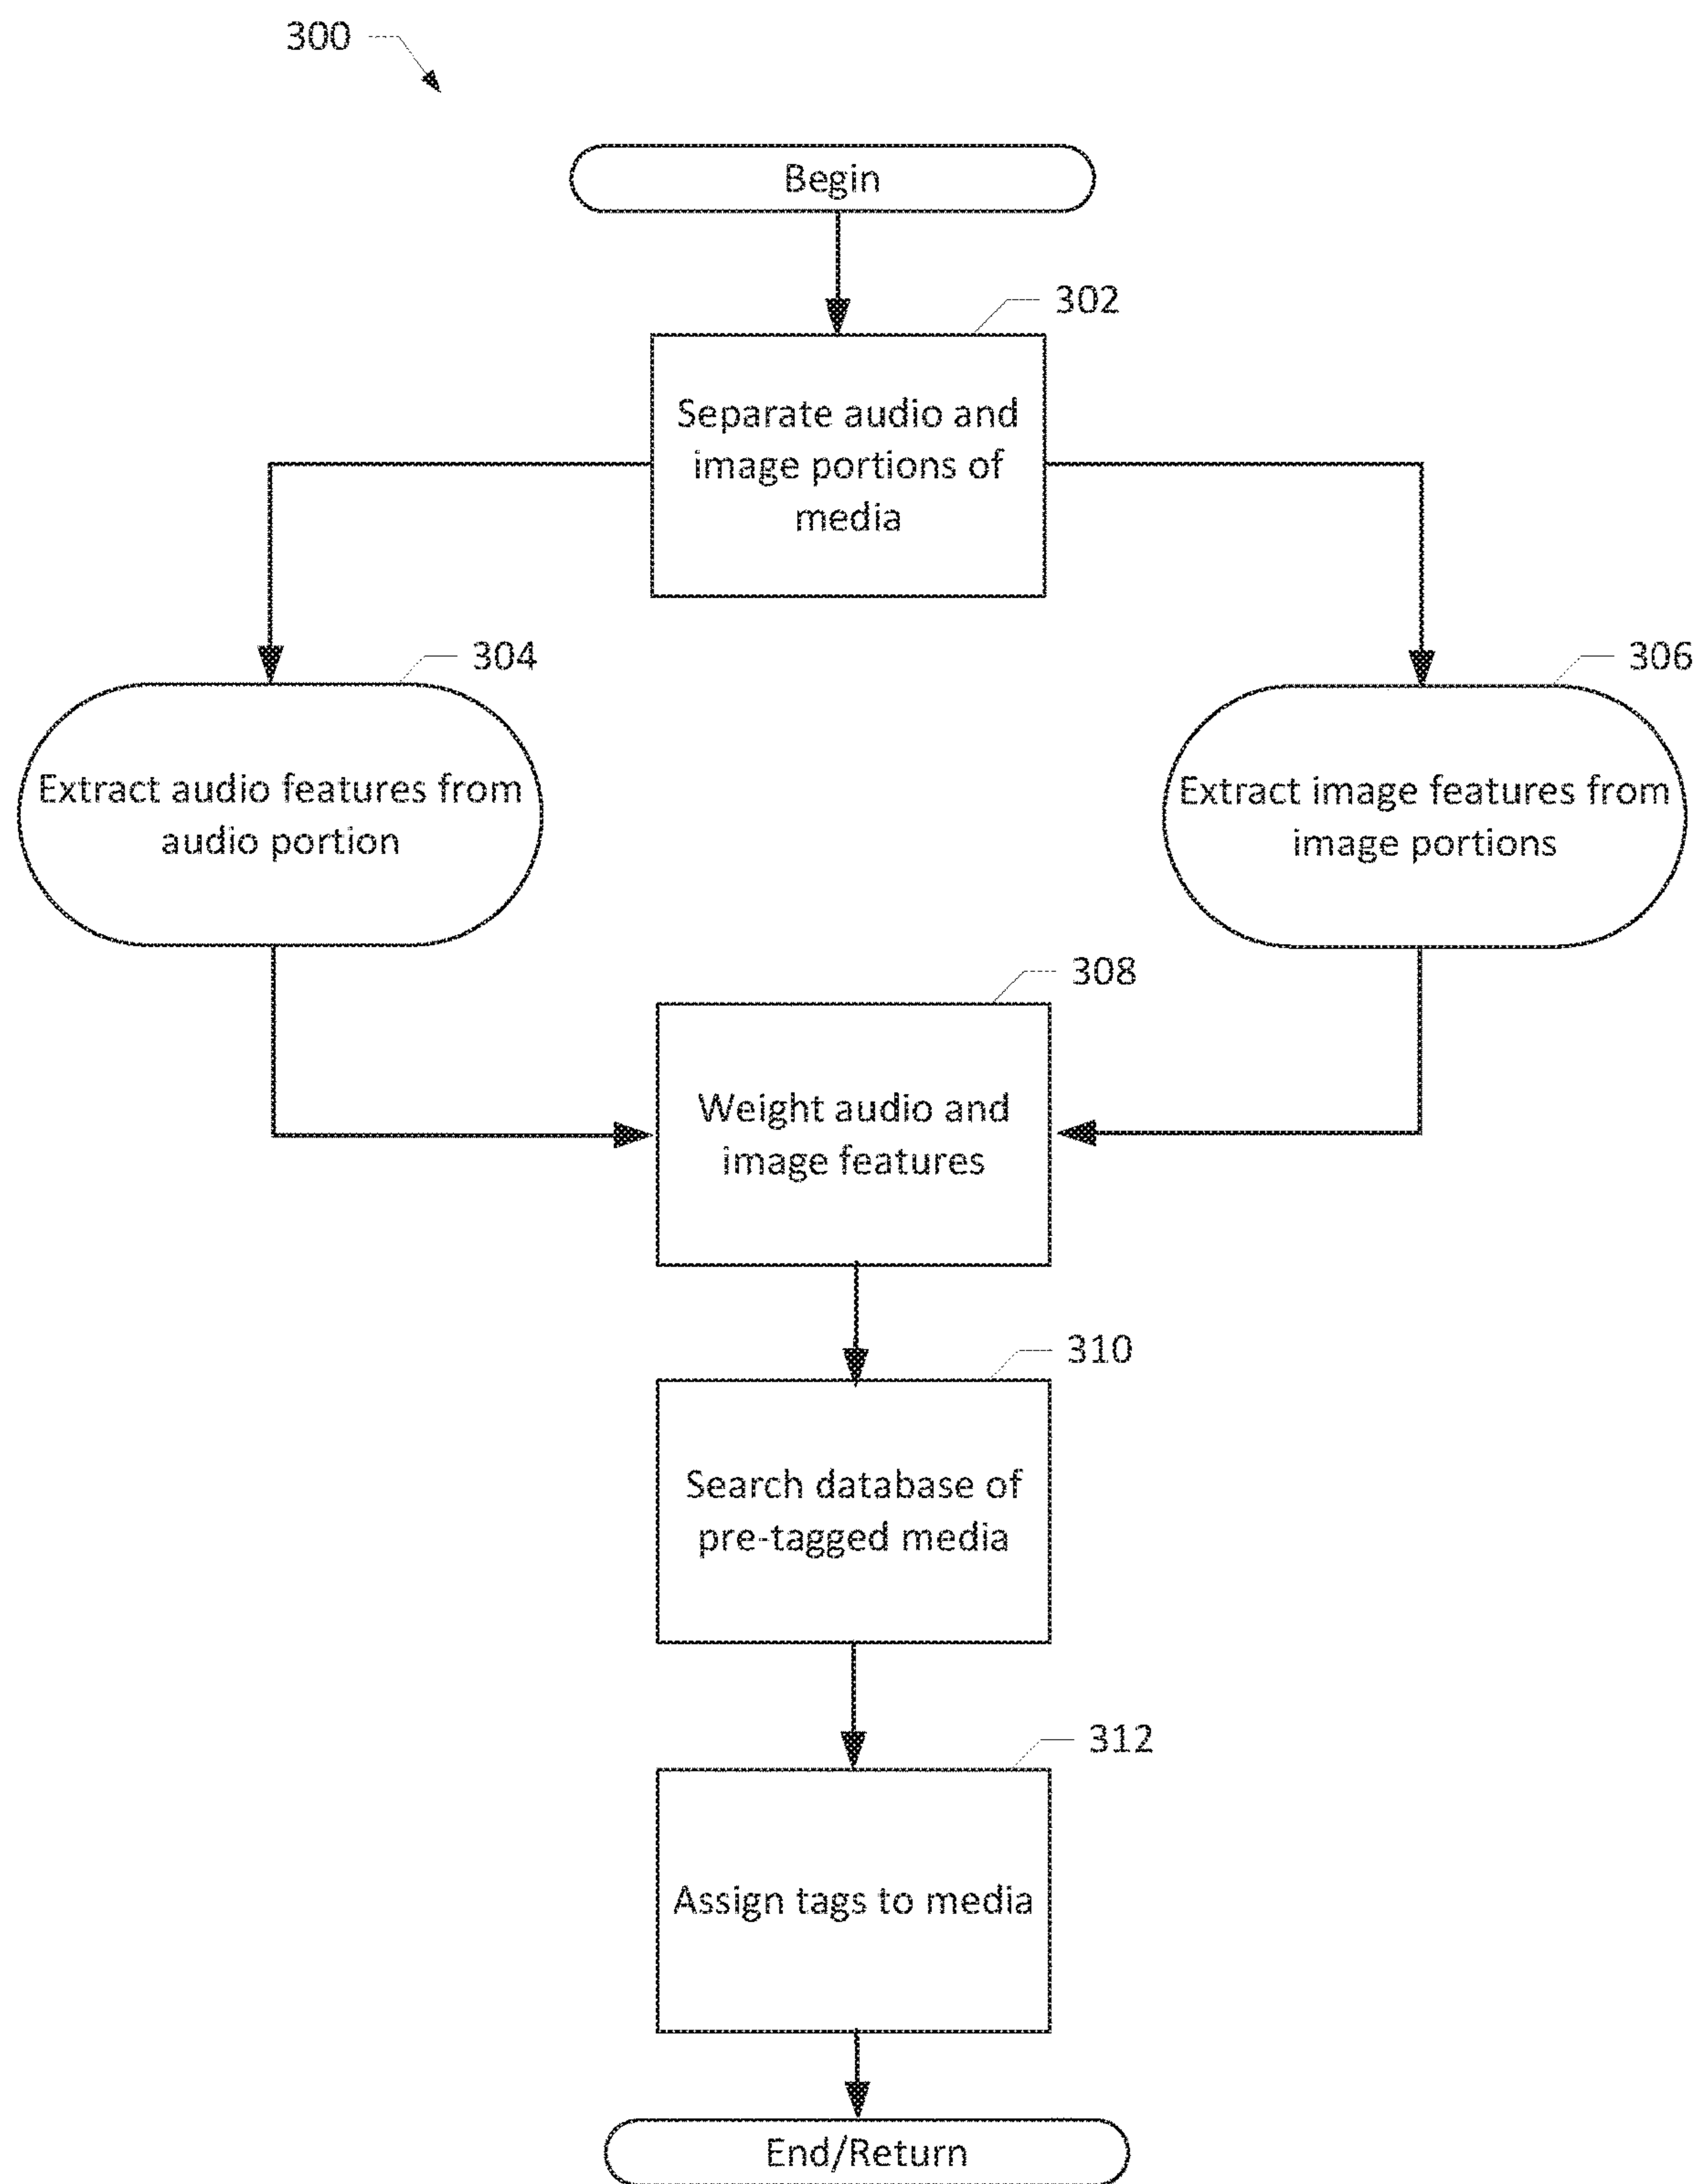 300
Begin
302
Separate audio and
image portions of
media
304
Extract audio features from
audio portion
306
Extract image features from
image portions
308
Weight audio and
image features
310
Search database of
pre-tagged media
312
Assign tags to media
End/Return